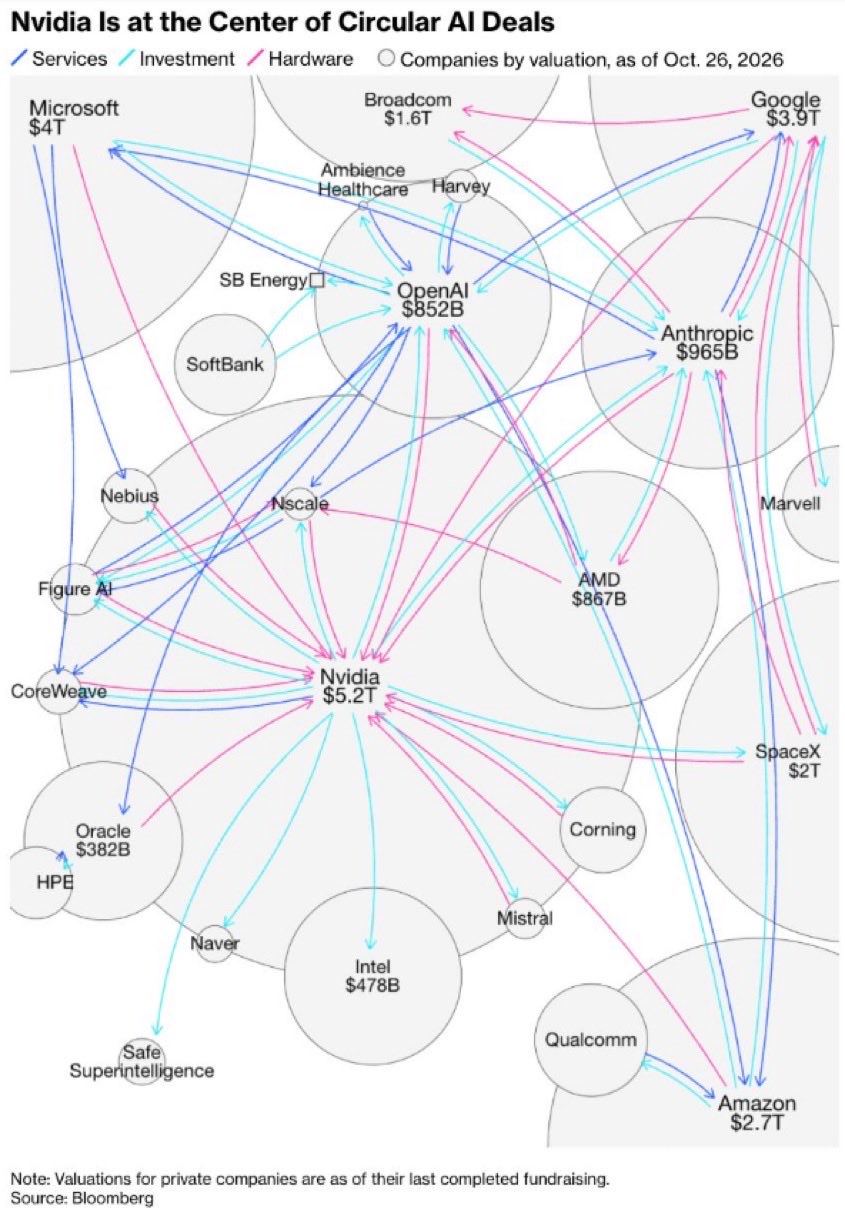 Nvidia Is at the Center of Circular AI Deals
Services Investment Hardware Companies by valuation, as of Oct. 26, 2026
Microsoft
$4T
Broadcom
$1.6T
Google
$3.9T
Ambience
Healthcare
Harvey
SB Energy
OpenAI
$852B
Anthropic
$965B
SoftBank
Nebius
Nscale
Marvell
Figure AI
AMD
$867B
CoreWeave
Nvidia
$5.2T
SpaceX
$2T
Oracle
$382B
Corning
HPE
Mistral
Naver
Intel
$478B
Qualcomm
Safe
Superintelligence
Amazon
$2.7T
Note: Valuations for private companies are as of their last completed fundraising.
Source: Bloomberg